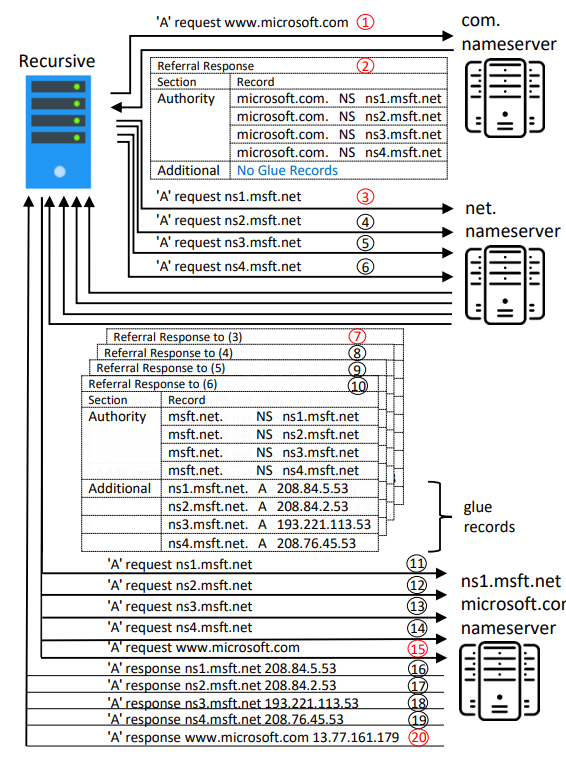 'A' request www.microsoft.com 1
com.
nameserver
Recursive
Referral Response 2
Section Record
Authority microsoft.com. NS ns1.msft.net
microsoft.com. NS ns2.msft.net
microsoft.com. NS ns3.msft.net
microsoft.com. NS ns4.msft.net
Additional No Glue Records
'A' request ns1.msft.net 3
'A' request ns2.msft.net 4
'A' request ns3.msft.net 5
'A' request ns4.msft.net 6
net.
nameserver
Referral Response to (3) 7
Referral Response to (4) 8
Referral Response to (5) 9
Referral Response to (6) 10
Section Record
Authority msft.net. NS ns1.msft.net
msft.net. NS ns2.msft.net
msft.net. NS ns3.msft.net
msft.net. NS ns4.msft.net
Additional ns1.msft.net. A 208.84.5.53
ns2.msft.net. A 208.84.2.53
ns3.msft.net. A 193.221.113.53
ns4.msft.net. A 208.76.45.53
glue
records
'A' request ns1.msft.net 11
'A' request ns2.msft.net 12
'A' request ns3.msft.net 13
'A' request ns4.msft.net 14
'A' request www.microsoft.com 15
ns1.msft.net
microsoft.com
nameserver
'A' response ns1.msft.net 208.84.5.53 16
'A' response ns2.msft.net 208.84.2.53 17
'A' response ns3.msft.net 193.221.113.53 18
'A' response ns4.msft.net 208.76.45.53 19
'A' response www.microsoft.com 13.77.161.179 20